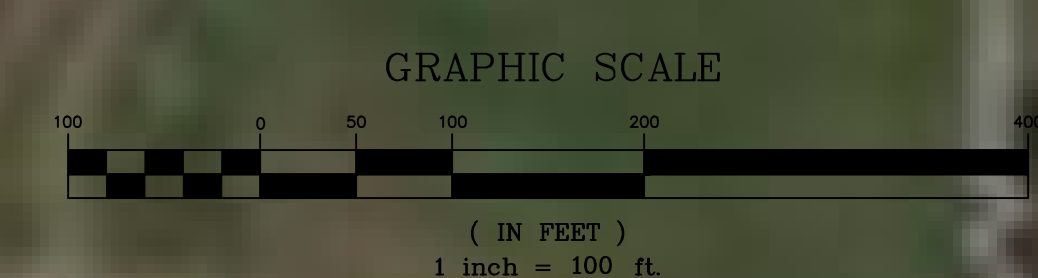 GRAPHIC SCALE
100 0 50 100 200 400
( IN FEET )
1 inch = 100 ft.